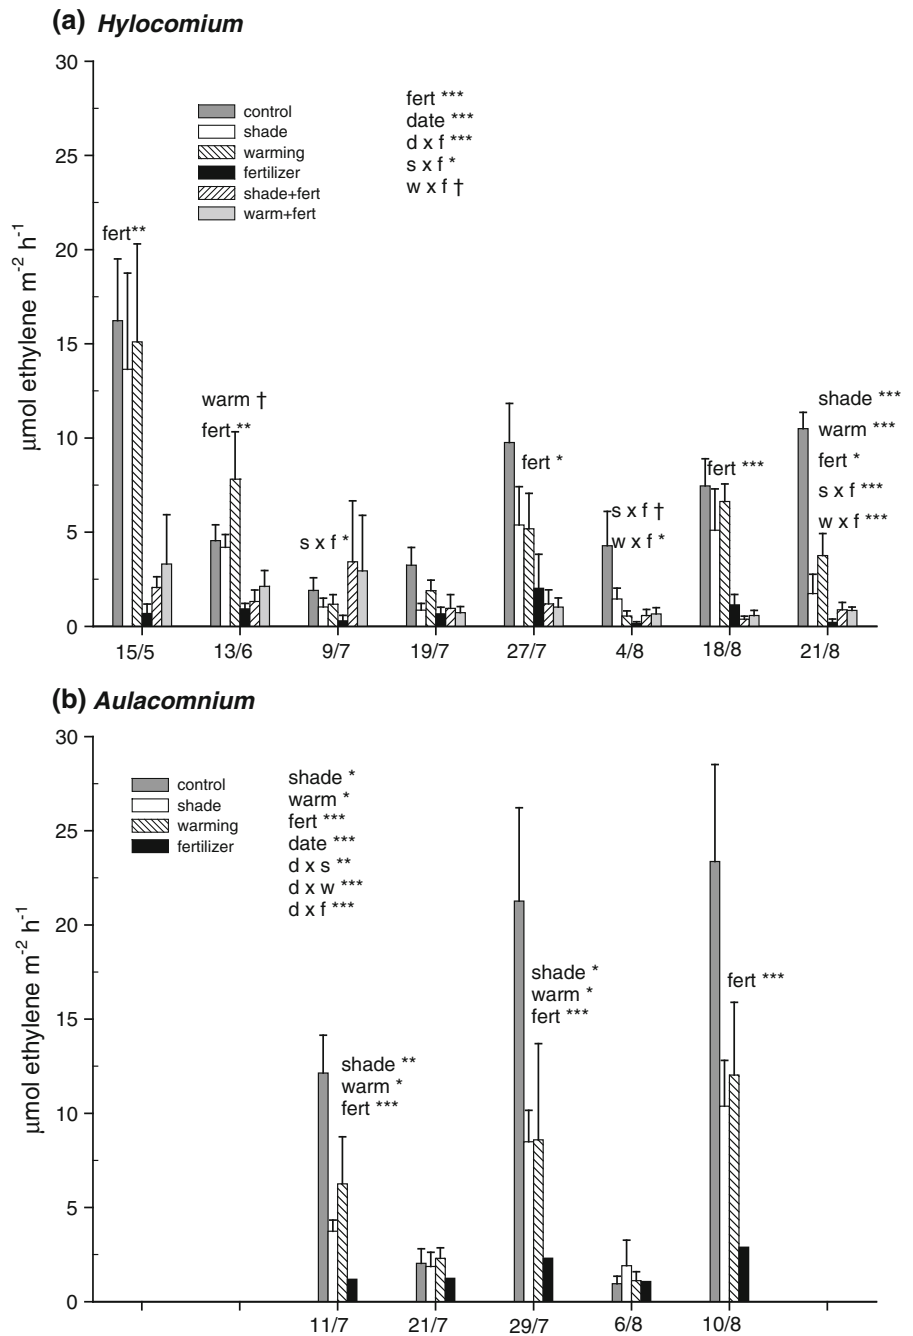 (a) Hylocomium
30
25
20
15
10
5
0
µmol ethylene m-2 h-1
control
shade
warming
fertilizer
shade+fert
warm+fert
fert ***
date ***
d x f ***
s x f *
w x f †
fert**
warm †
fert **
s x f *
fert *
s x f †
w x f *
fert ***
shade ***
warm ***
fert *
s x f ***
w x f ***
15/5 13/6 9/7 19/7 27/7 4/8 18/8 21/8
(b) Aulacomnium
30
25
20
15
10
5
0
µmol ethylene m-2 h-1
control
shade
warming
fertilizer
shade *
warm *
fert ***
date ***
d x s **
d x w ***
d x f ***
shade **
warm *
fert ***
shade *
warm *
fert ***
fert ***
11/7 21/7 29/7 6/8 10/8